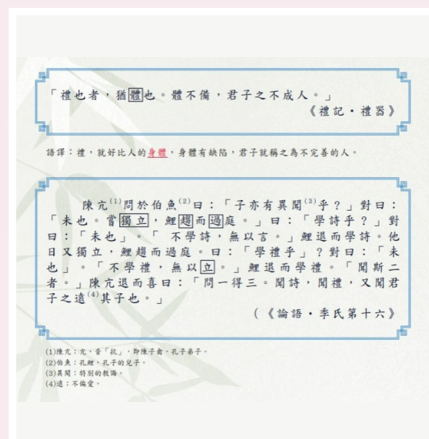 「禮也者，猶體也。體不備，君子之不成人。」
《禮記・禮器》
語譯：禮，就好比人的身體，身體有缺陷，君子就稱之為不完善的人。
陳亢(1)問於伯魚(2)曰：「子亦有異聞(3)乎？」對曰：
「未也。嘗獨立，鯉趨而過庭。」曰：「學詩乎？」對
曰：「未也」。「不學詩，無以言。」鯉退而學詩。他
日又獨立，鯉趨而過庭。曰：「學禮乎？」對曰：「未
也」。「不學禮，無以立。」鯉退而學禮。「聞斯二
者。」陳亢退而喜曰：「問一得三。聞詩，聞禮，又聞君
子之遠(4)其子也。」
（《論語・季氏第十六》）
(1)陳亢：亢，音「抗」，即陳子禽，孔子弟子。
(2)伯魚：孔鯉，孔子的兒子。
(3)異聞：特別的教誨。
(4)遠：不偏愛。